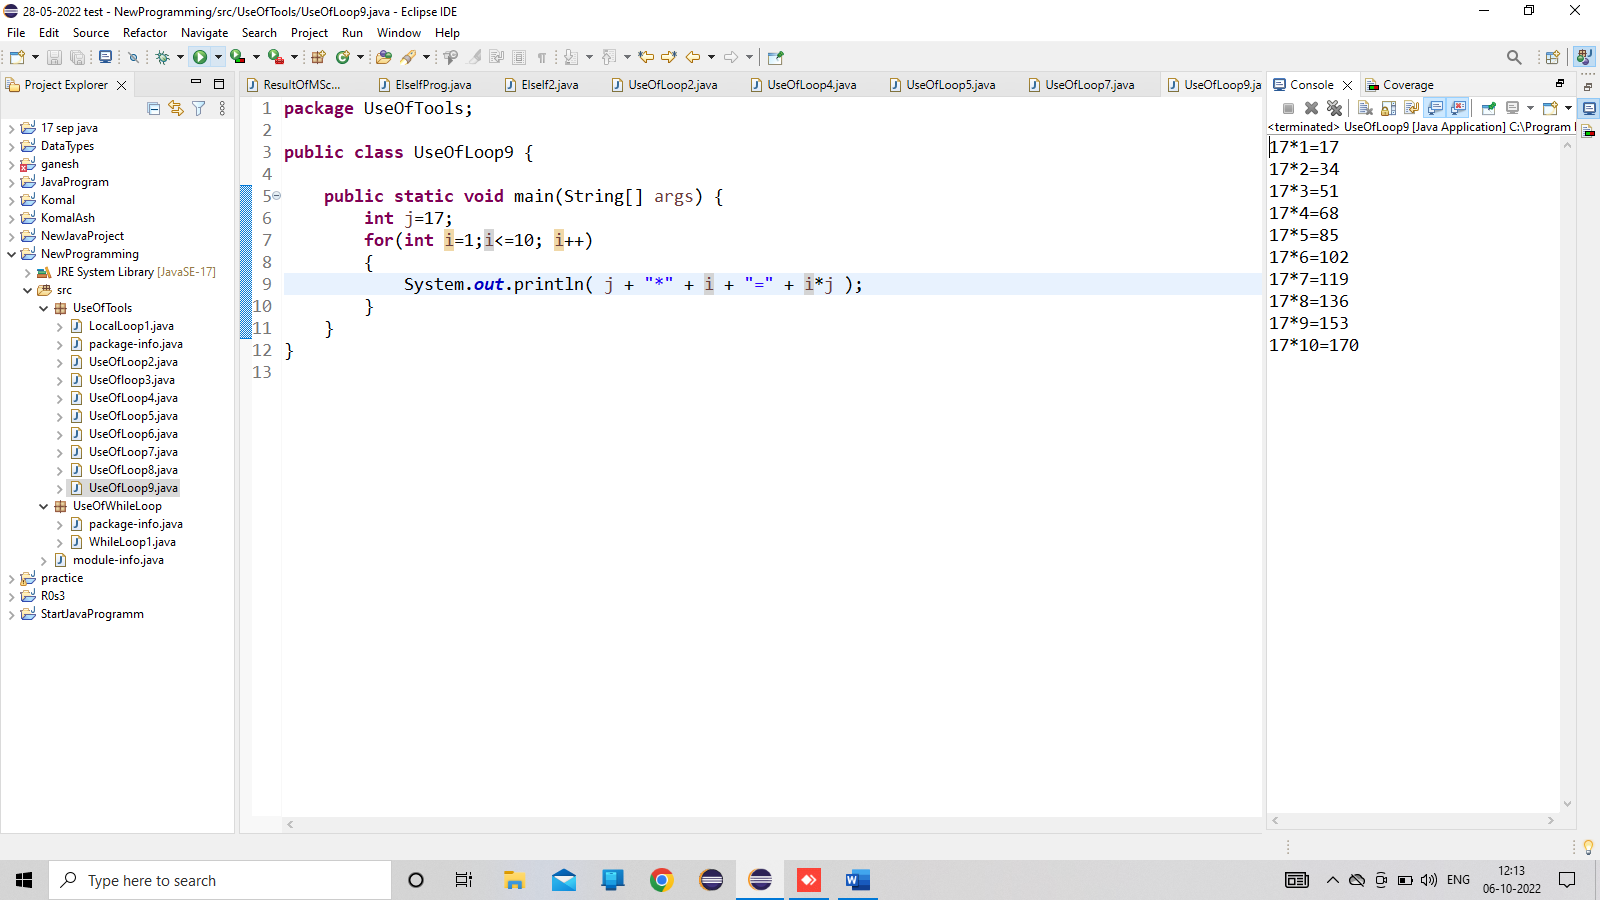 28-05-2022 test - NewProgramming/src/UseOfTools/UseOfLoop9.java - Eclipse IDE
File Edit Source Refactor Navigate Search Project Run Window Help
Project Explorer
17 sep java
DataTypes
ganesh
JavaProgram
Komal
KomalAsh
NewJavaProject
NewProgramming
JRE System Library [JavaSE-17]
src
UseOfTools
LocalLoop1.java
package-info.java
UseOfLoop2.java
UseOfloop3.java
UseOfLoop4.java
UseOfLoop5.java
UseOfLoop6.java
UseOfLoop7.java
UseOfLoop8.java
UseOfLoop9.java
UseOfWhileLoop
package-info.java
WhileLoop1.java
module-info.java
practice
R0s3
StartJavaProgramm
ResultOfMSc... ElseIfProg.java ElseIf2.java UseOfLoop2.java UseOfLoop4.java UseOfLoop5.java UseOfLoop7.java UseOfLoop9.ja
1 package UseOfTools;
2
3 public class UseOfLoop9 {
4
5 public static void main(String[] args) {
6 int j=17;
7 for(int i=1;i<=10; i++)
8 {
9 System.out.println( j + "*" + i + "=" + i*j );
10 }
11 }
12 }
13
Console Coverage
<terminated> UseOfLoop9 [Java Application] C:\Program
17*1=17
17*2=34
17*3=51
17*4=68
17*5=85
17*6=102
17*7=119
17*8=136
17*9=153
17*10=170
Type here to search
ENG
12:13
06-10-2022